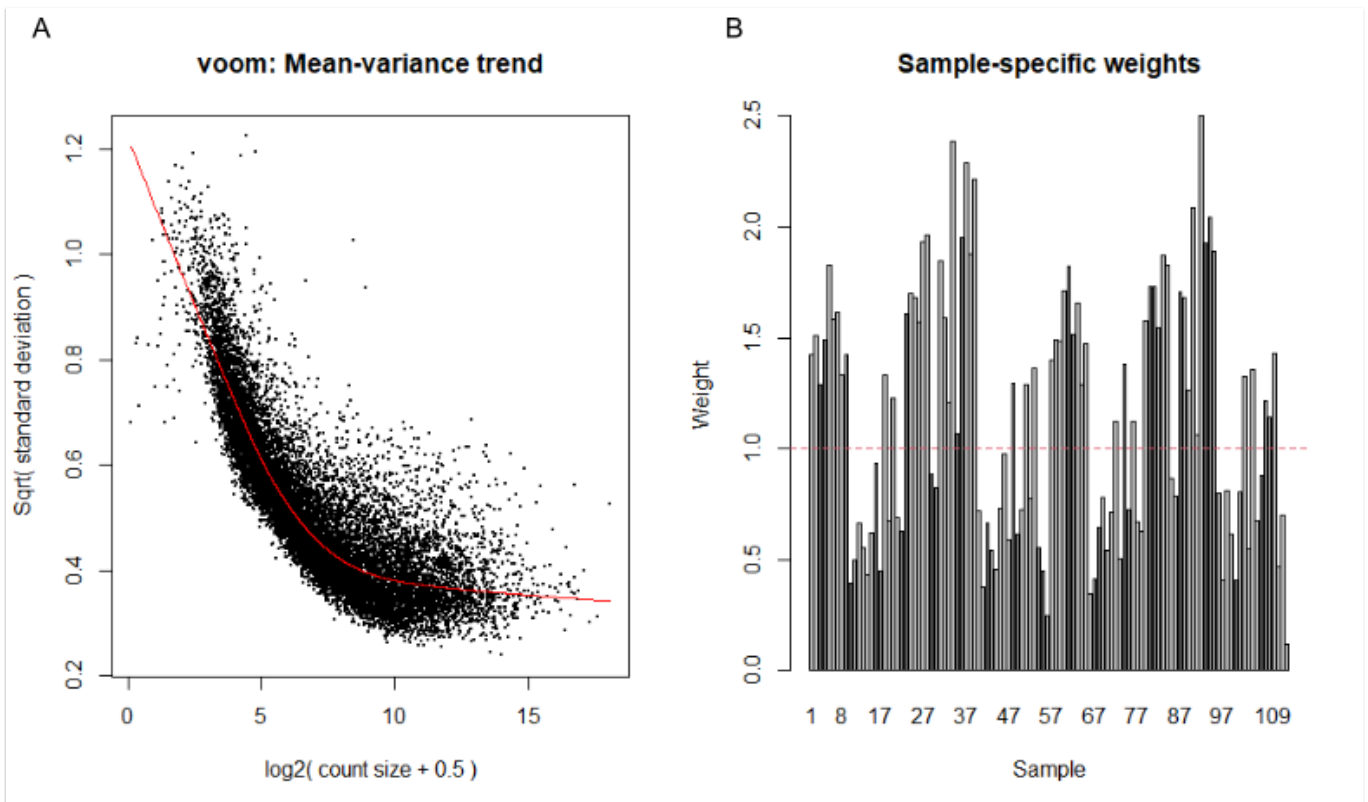 A
voom: Mean-variance trend
Sqrt( standard deviation )
1.2
1.0
0.8
0.6
0.4
0.2
0 5 10 15
log2( count size + 0.5 )
B
Sample-specific weights
Weight
2.5
2.0
1.5
1.0
0.5
0.0
1 8 17 27 37 47 57 67 77 87 97 109
Sample